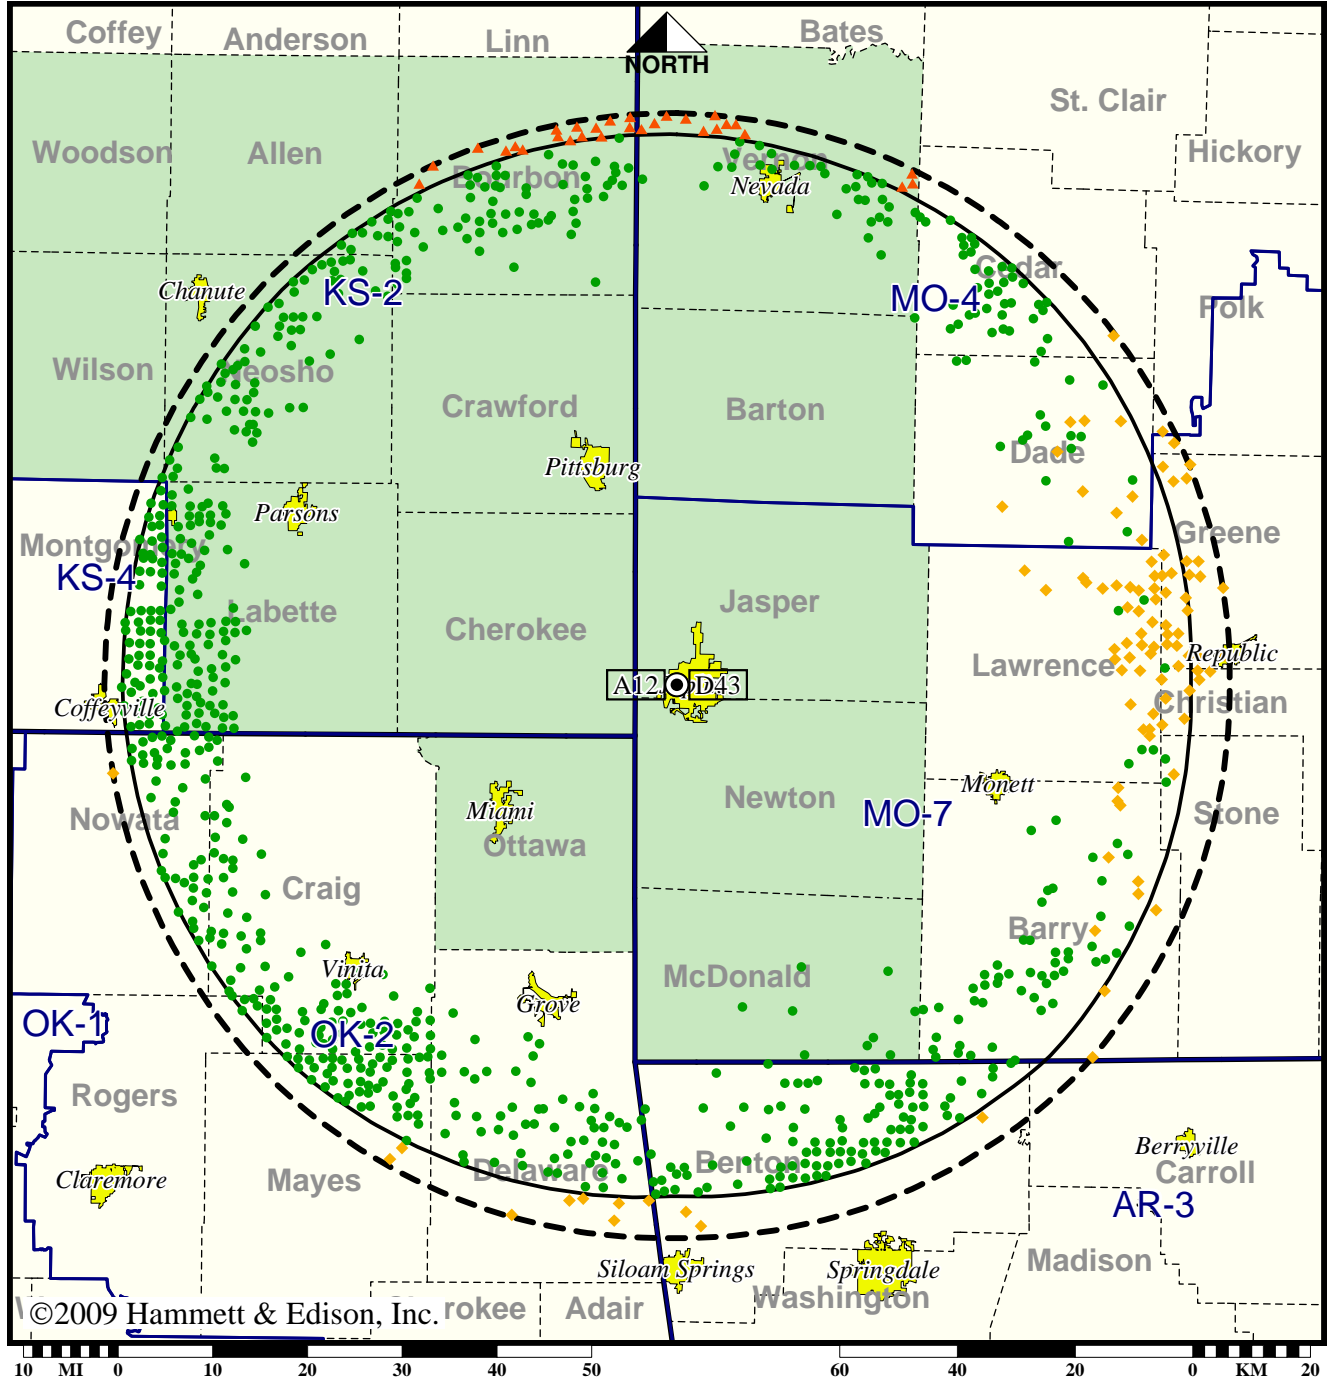 Coffey
Anderson
Linn
NORTH
Bates
St. Clair
Hickory
Woodson
Allen
Bourbon
Vernon
Nevada
Cedar
Polk
Chanute
KS-2
MO-4
Wilson
Neosho
Crawford
Barton
Pittsburg
Dade
Parsons
Montgomery
KS-4
Greene
Labette
Cherokee
Jasper
Lawrence
Republic
A12.
D43
Christian
Coffeyville
Monett
Nowata
Miami
Ottawa
Newton
MO-7
Stone
Craig
Barry
Vinita
Grove
McDonald
OK-1
OK-2
Rogers
Claremore
Mayes
Delaware
Benton
Berryville
Carroll
AR-3
Siloam Springs
Springdale
Madison
Washington
Adair
©2009 Hammett & Edison, Inc.
10 MI 0 10 20 30 40 50 60 40 20 0 KM 20